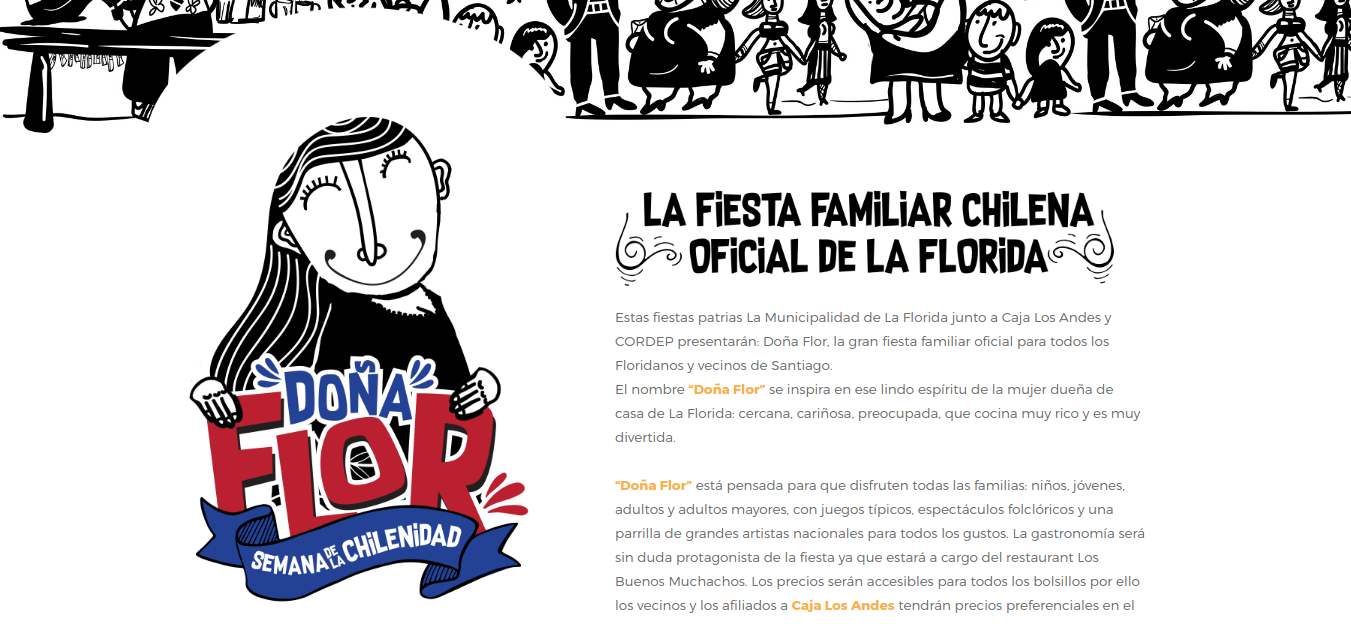 DOÑA
FLOR
SEMANA DE LA CHILENIDAD
LA FIESTA FAMILIAR CHILENA
OFICIAL DE LA FLORIDA
Estas fiestas patrias La Municipalidad de La Florida junto a Caja Los Andes y
CORDEP presentarán: Doña Flor, la gran fiesta familiar oficial para todos los
Floridanos y vecinos de Santiago.
El nombre “Doña Flor” se inspira en ese lindo espíritu de la mujer dueña de
casa de La Florida: cercana, cariñosa, preocupada, que cocina muy rico y es muy
divertida.
“Doña Flor” está pensada para que disfruten todas las familias: niños, jóvenes,
adultos y adultos mayores, con juegos típicos, espectáculos folclóricos y una
parrilla de grandes artistas nacionales para todos los gustos. La gastronomía será
sin duda protagonista de la fiesta ya que estará a cargo del restaurant Los
Buenos Muchachos. Los precios serán accesibles para todos los bolsillos por ello
los vecinos y los afiliados a Caja Los Andes tendrán precios preferenciales en el